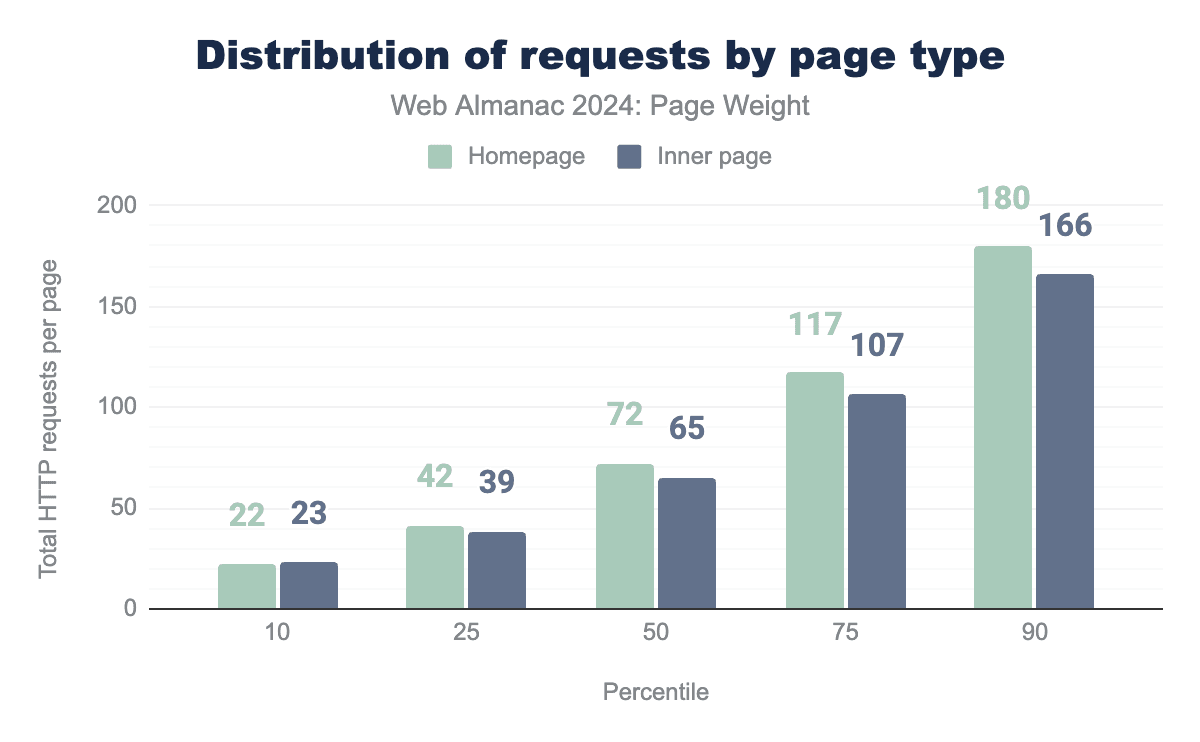 Distribution of requests by page type
Web Almanac 2024: Page Weight
Homepage Inner page
Total HTTP requests per page
200
150
100
50
0
22 23
42 39
72 65
117 107
180 166
10 25 50 75 90
Percentile